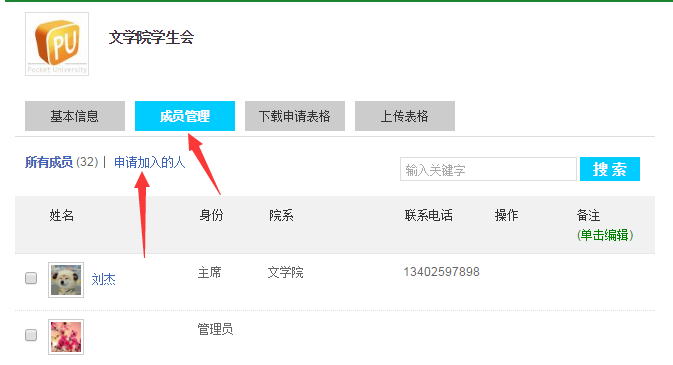 PU
Pocket University
文学院学生会
基本信息 成员管理 下载申请表格 上传表格
所有成员 (32) | 申请加入的人
输入关键字 搜 索
姓名 身份 院系 联系电话 操作 备注
(单击编辑)
刘杰 主席 文学院 13402597898
管理员